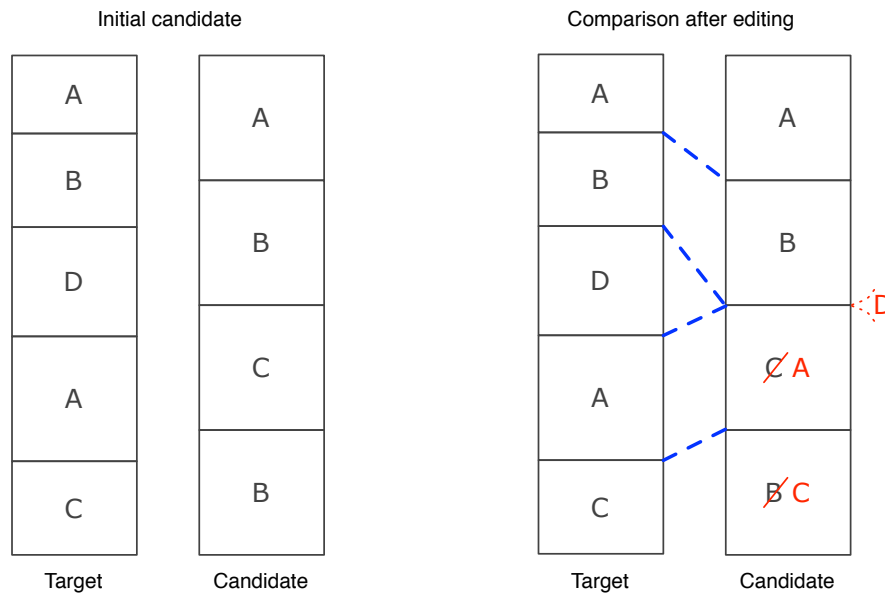 Initial candidate
A
B
D
A
C
Target
A
B
C
B
Candidate
Comparison after editing
A
B
D
A
C
Target
A
B
D
C A
B C
Candidate